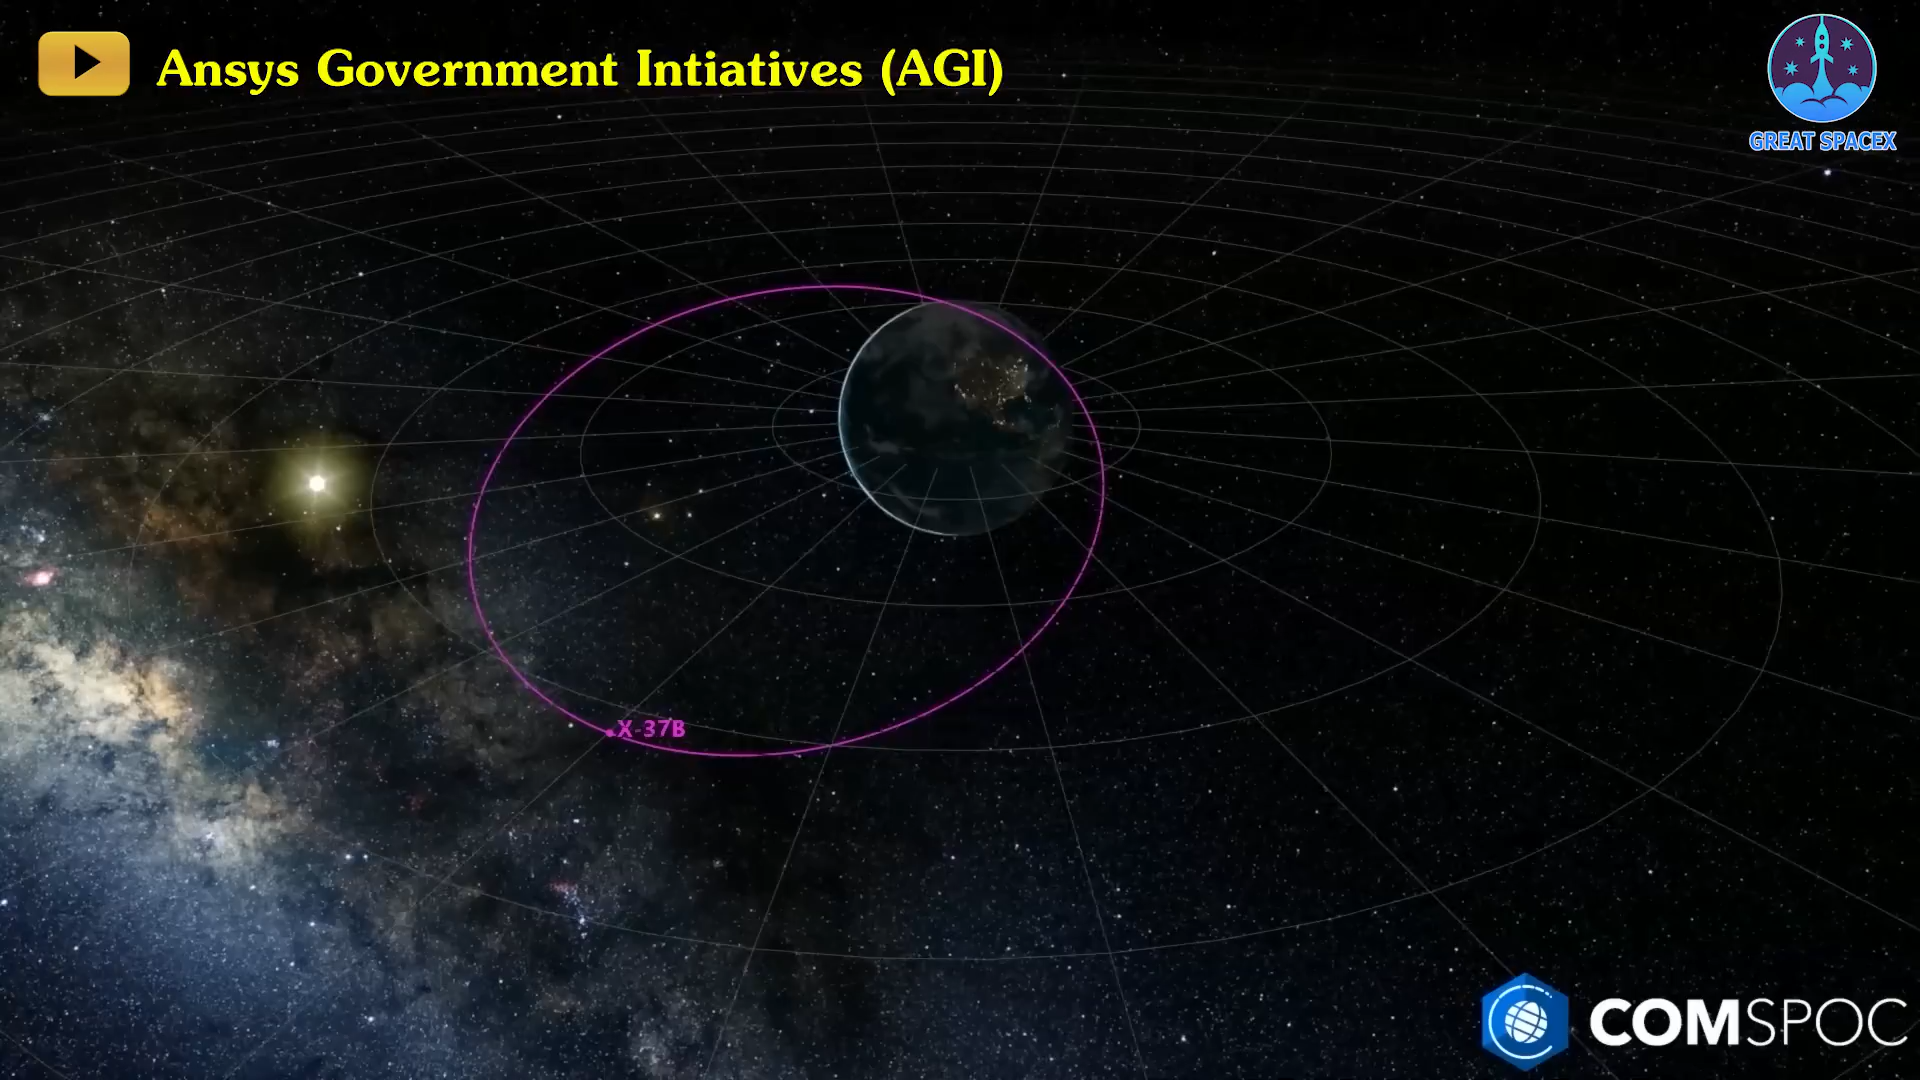 Ansys Government Intiatives (AGI)
GREAT SPACEX
X-37B
COMSPOC